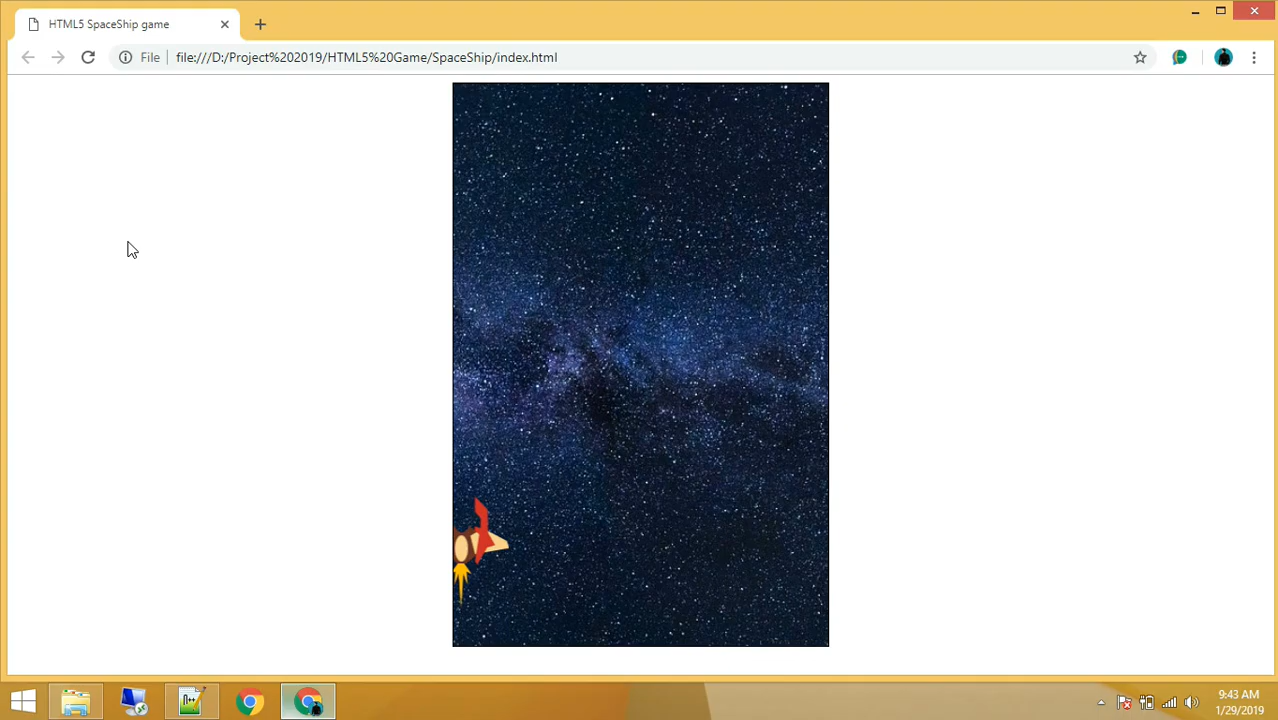 HTML5 SpaceShip game
File
file:///D:/Project%202019/HTML5%20Game/SpaceShip/index.html
9:43 AM
1/29/2019